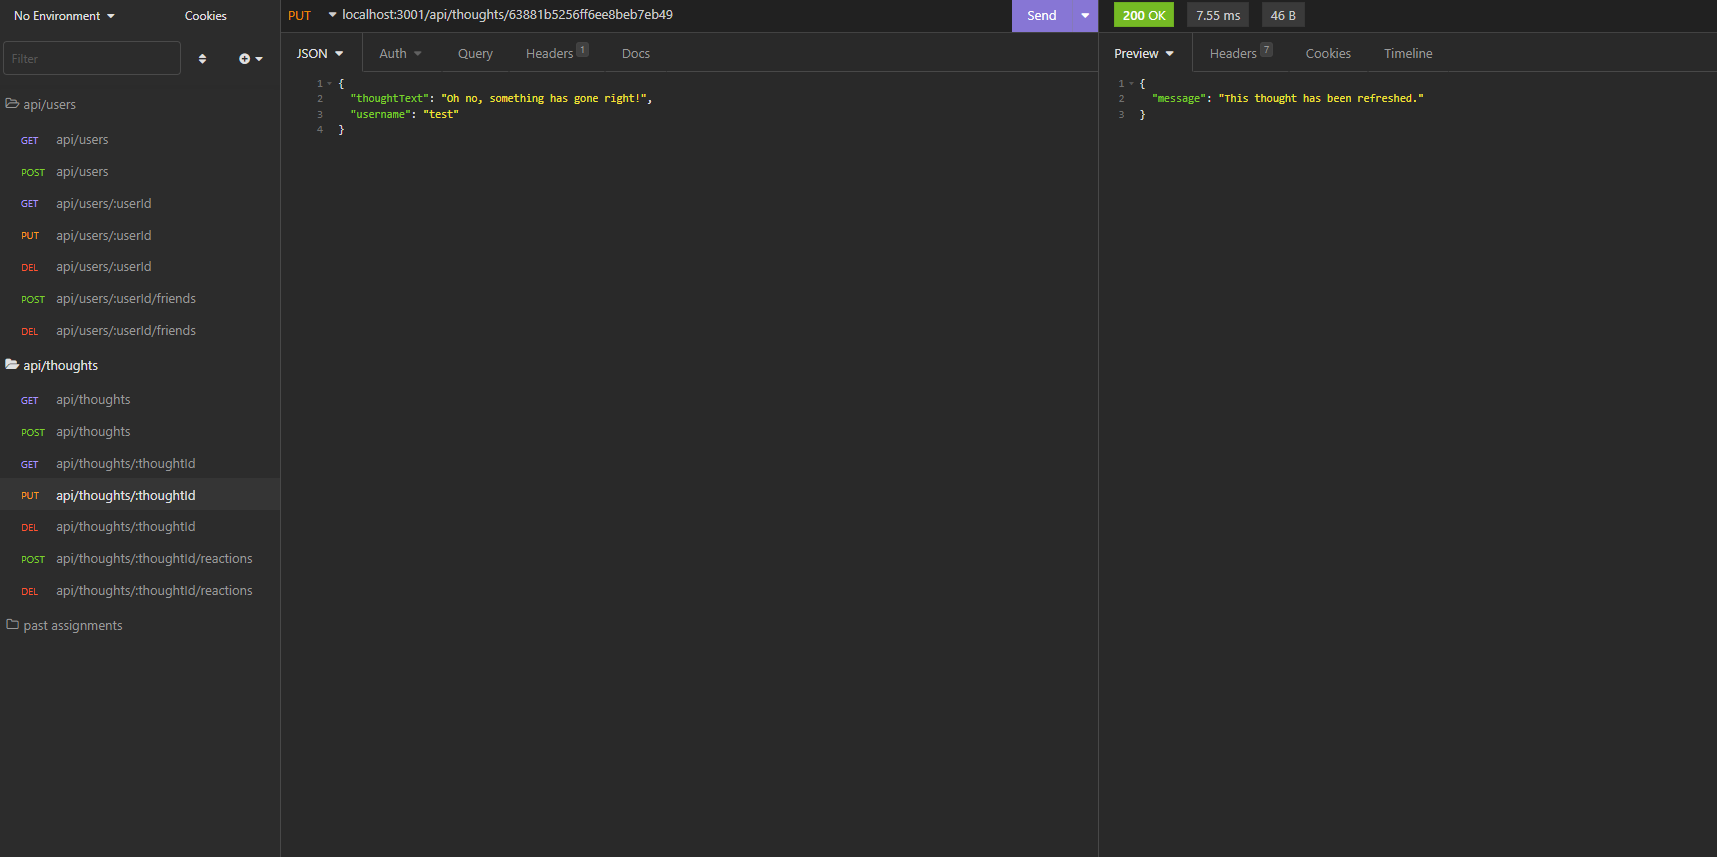 No Environment
Cookies
Filter
api/users
GET api/users
POST api/users
GET api/users/:userId
PUT api/users/:userId
DEL api/users/:userId
POST api/users/:userId/friends
DEL api/users/:userId/friends
api/thoughts
GET api/thoughts
POST api/thoughts
GET api/thoughts/:thoughtId
PUT api/thoughts/:thoughtId
DEL api/thoughts/:thoughtId
POST api/thoughts/:thoughtId/reactions
DEL api/thoughts/:thoughtId/reactions
past assignments
PUT localhost:3001/api/thoughts/63881b5256ff6ee8beb7eb49 Send
JSON Auth Query Headers 1 Docs
1 {
2 "thoughtText": "Oh no, something has gone right!",
3 "username": "test"
4 }
200 OK 7.55 ms 46 B
Preview Headers 7 Cookies Timeline
1 {
2 "message": "This thought has been refreshed."
3 }